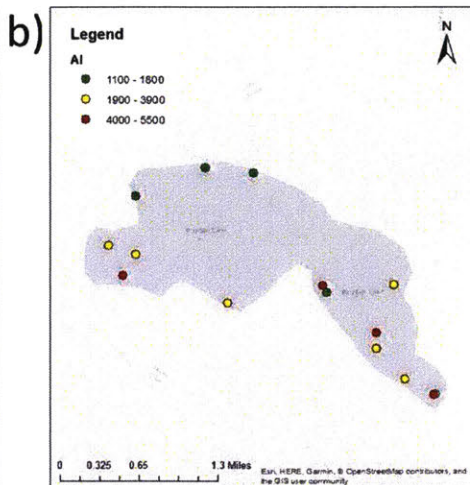 b)
Legend
N
Al
1100 - 1800
1900 - 3900
4000 - 5500
0 0.325 0.65 1.3 Miles
Esri, HERE, Garmin, © OpenStreetMap contributors, and
the GIS user community